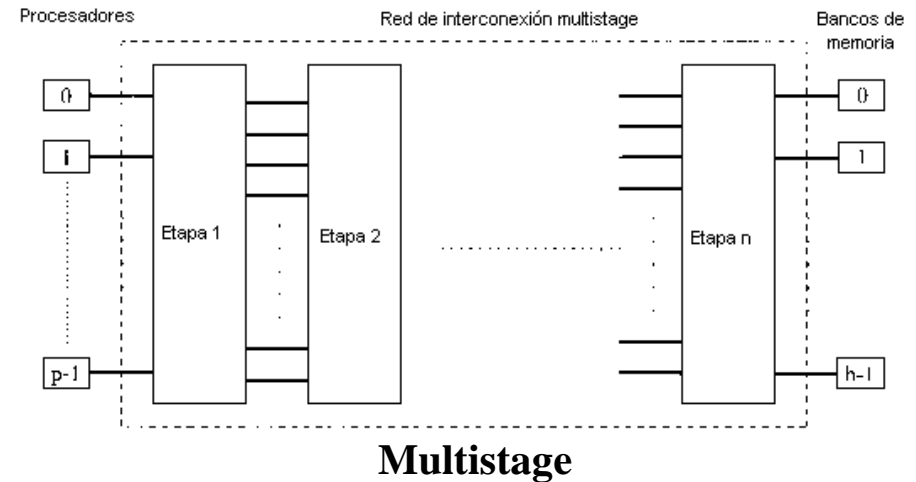 Procesadores
Red de interconexión multistage
Bancos de
memoria
0
0
i
1
Etapa 1
Etapa 2
Etapa n
p-1
h-1
Multistage